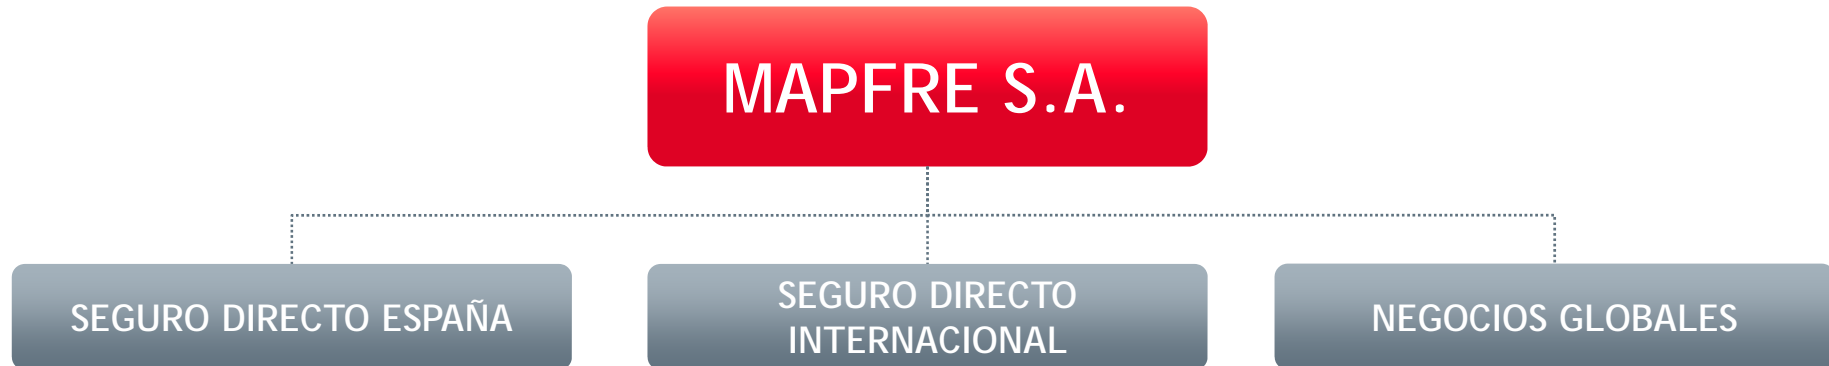 MAPFRE S.A.
SEGURO DIRECTO ESPAÑA
SEGURO DIRECTO
INTERNACIONAL
NEGOCIOS GLOBALES